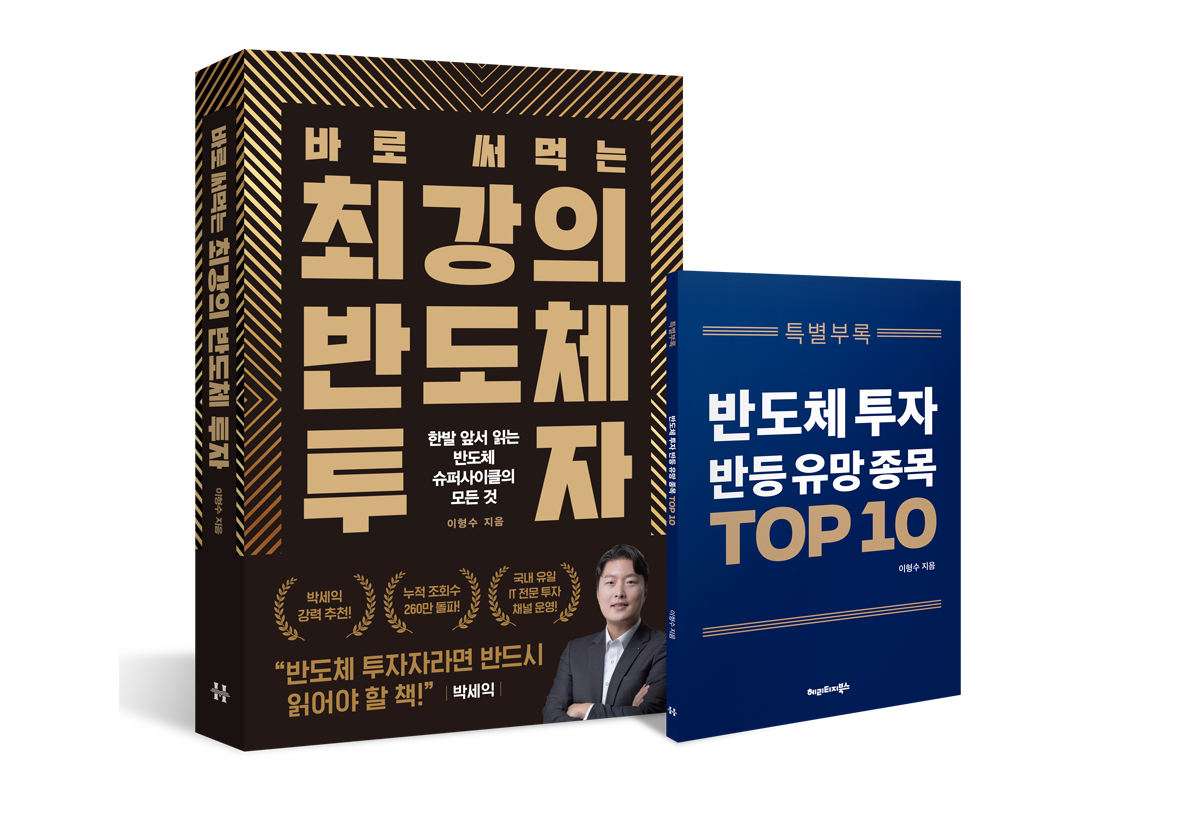 바로 써먹는 최강의 반도체 투자
이형수 지음
바로 써먹는
최강의
반도체
투자
한발 앞서 읽는
반도체
슈퍼사이클의
모든 것
이형수 지음
박세익
강력 추천!
누적 조회수
260만 돌파!
국내 유일
IT 전문 투자
채널 운영!
“반도체 투자자라면 반드시
읽어야 할 책!” | 박세익 |
특별부록
반도체 투자 반등 유망 종목 TOP 10
이형수 지음
특별부록
반도체 투자
반등 유망 종목
TOP 10
이형수 지음
헤리티지북스